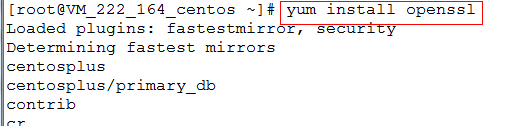 [root@VM_222_164_centos ~]# yum install openssl
Loaded plugins: fastestmirror, security
Determining fastest mirrors
centosplus
centosplus/primary_db
contrib
cr